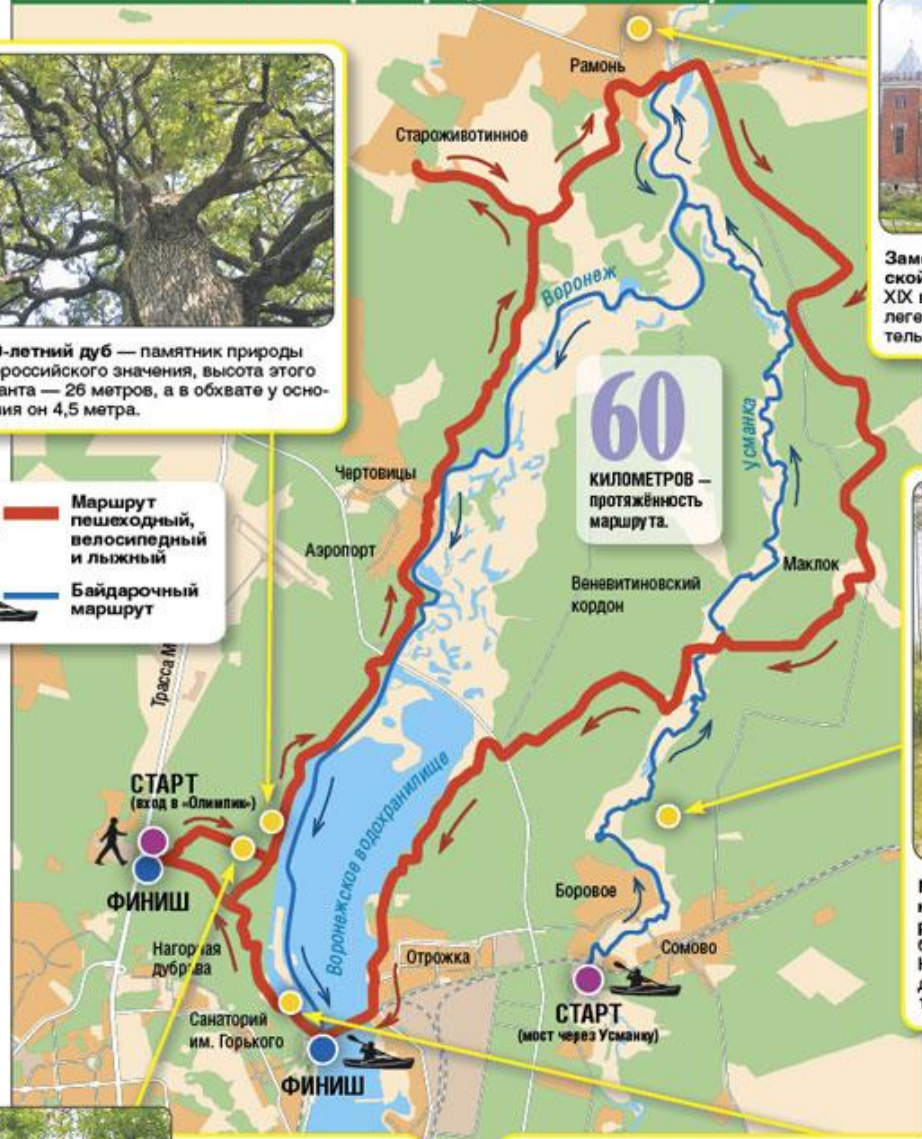 Рамонь
Староживотинное
-летний дуб — памятник природы
российского значения, высота этого
анта — 26 метров, а в обхвате у осно-
ния он 4,5 метра.
Воронеж
Заме
ской
XIX
леге
тель
60
КИЛОМЕТРОВ —
протяжённость
маршрута.
Усманка
Чертовицы
Аэропорт
Маршрут
пешеходный,
велосипедный
и лыжный
Байдарочный
маршрут
Трасса М
Веневитиновский
кордон
Маклок
СТАРТ
(вход в «Олимпик»)
ФИНИШ
Воронежское водохранилище
Нагорная
дубрава
Санаторий
им. Горького
ФИНИШ
Отрожка
Боровое
Сомово
СТАРТ
(мост через Усманку)